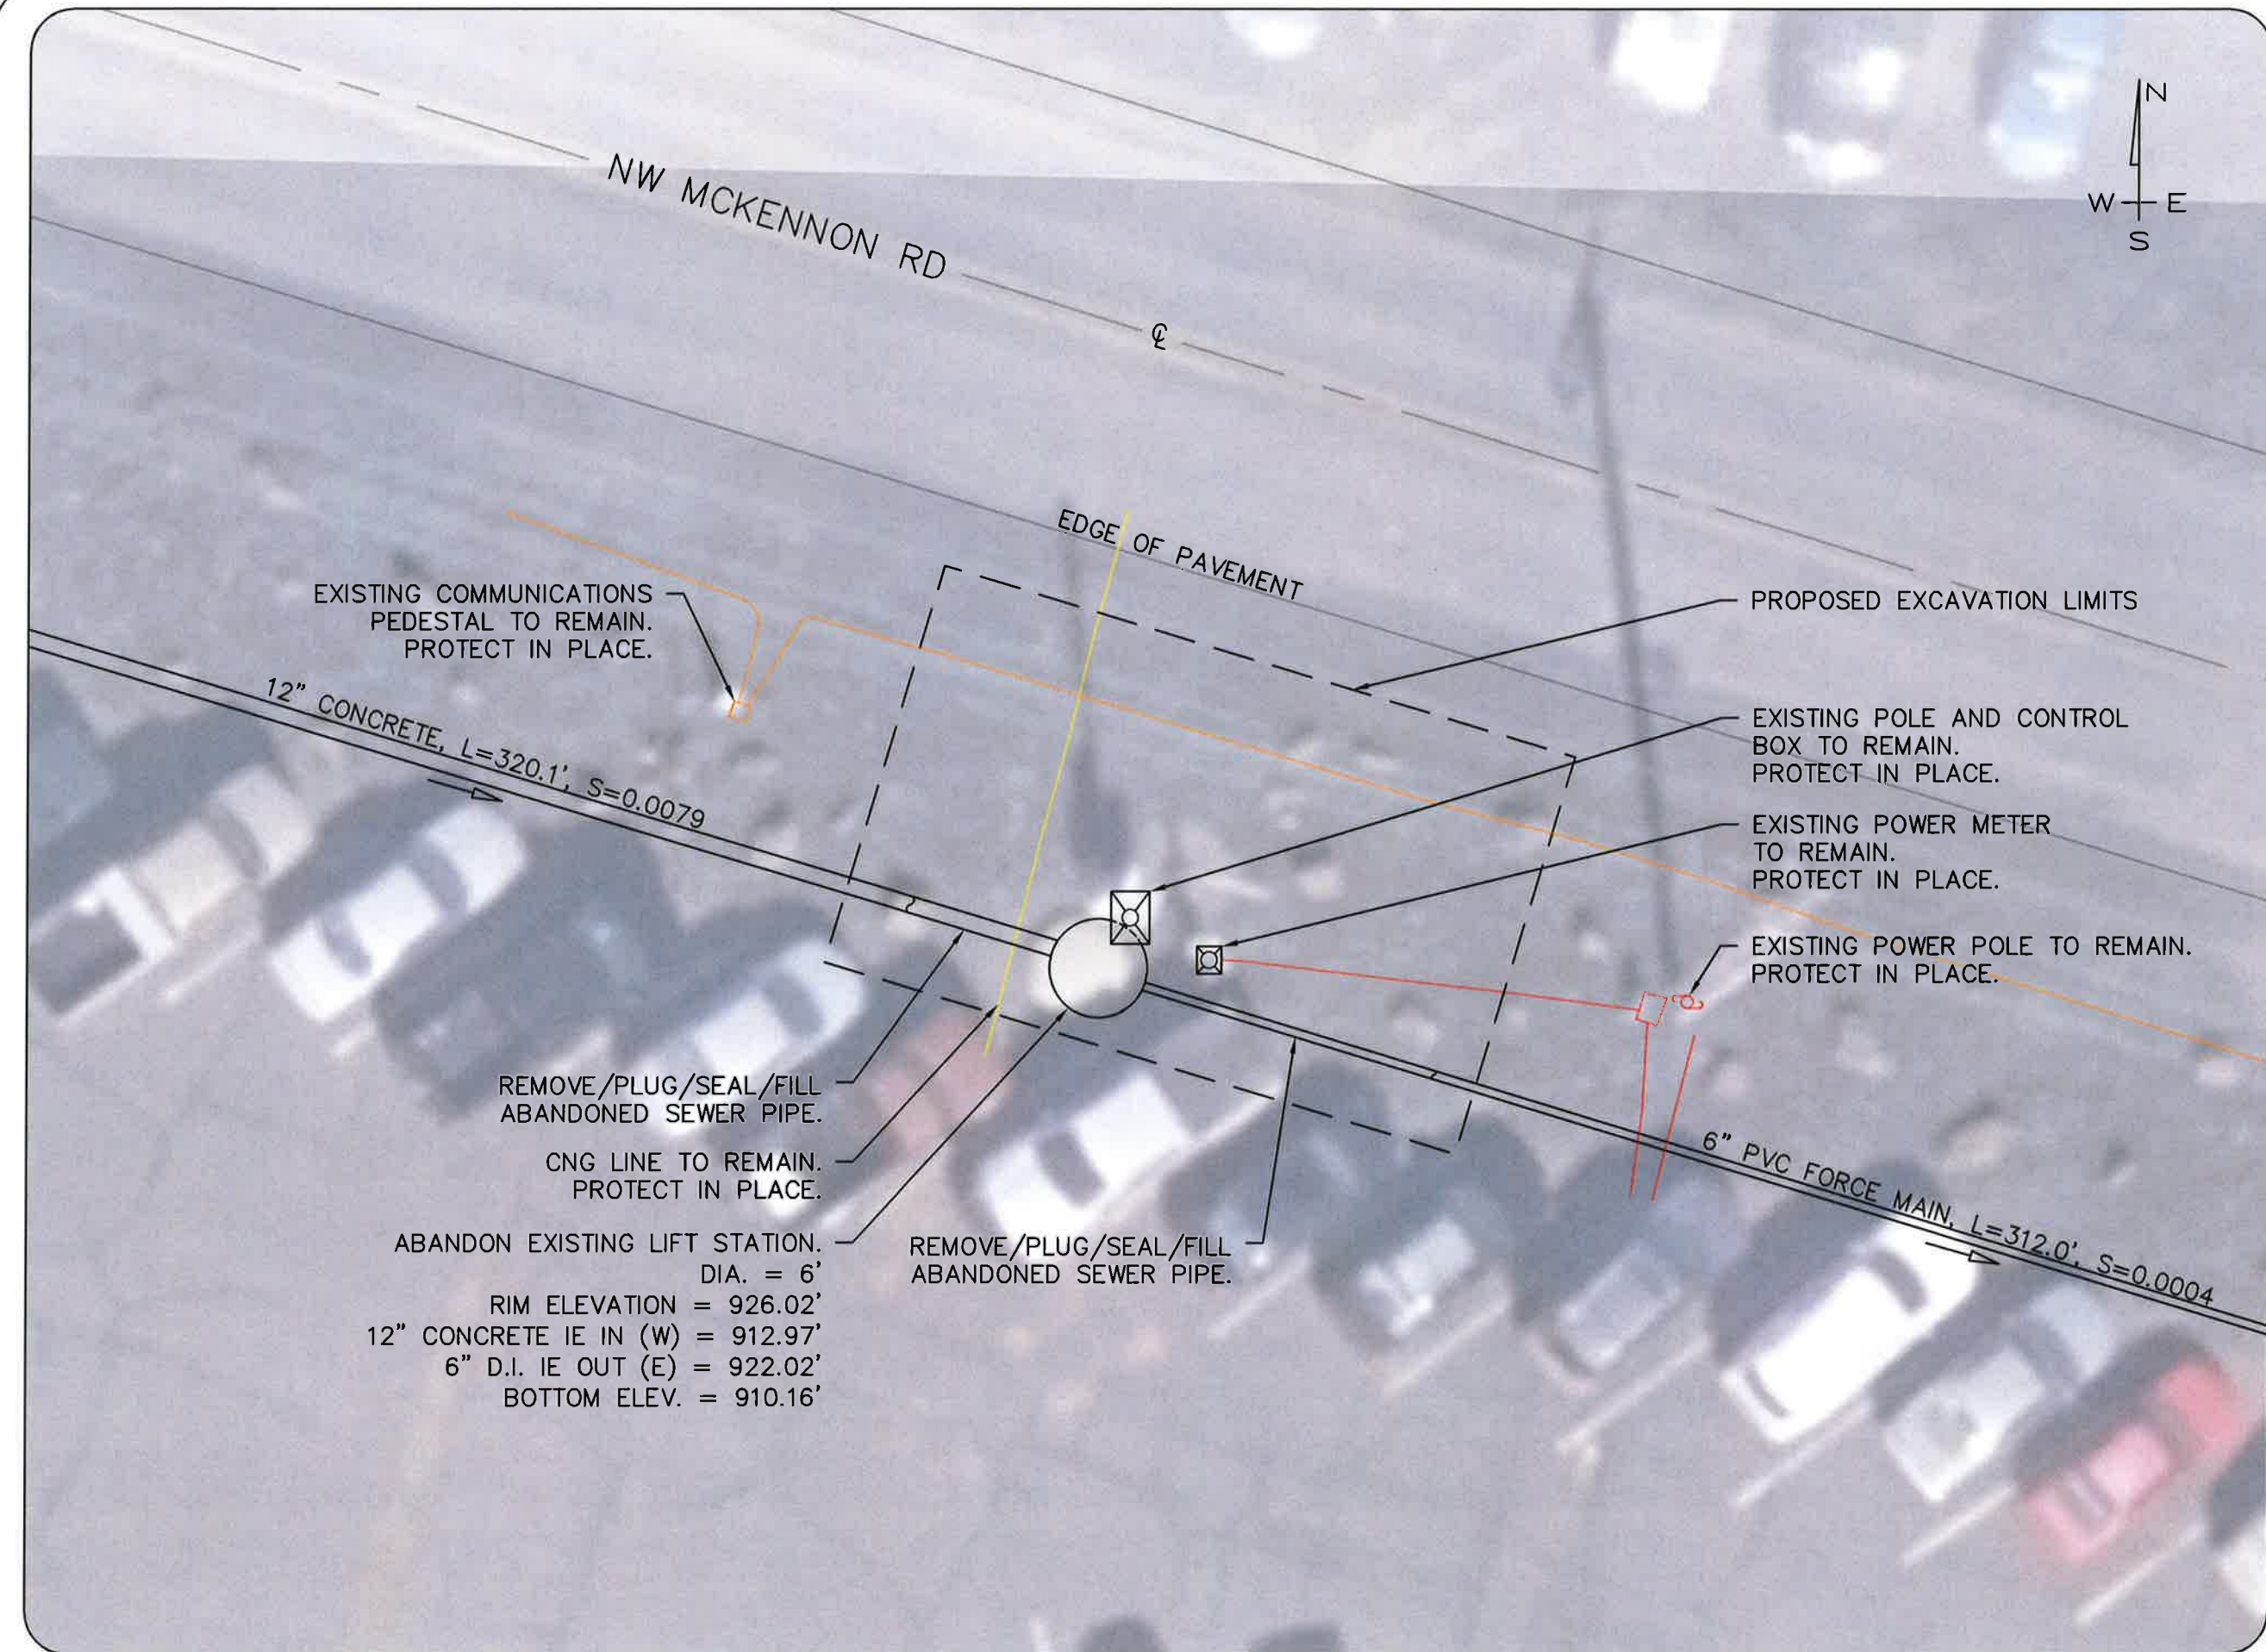 N
W E
S
NW MCKENNON RD
℄
EDGE OF PAVEMENT
EXISTING COMMUNICATIONS
PEDESTAL TO REMAIN.
PROTECT IN PLACE.
PROPOSED EXCAVATION LIMITS
12" CONCRETE, L=320.1', S=0.0079
EXISTING POLE AND CONTROL
BOX TO REMAIN.
PROTECT IN PLACE.
EXISTING POWER METER
TO REMAIN.
PROTECT IN PLACE.
EXISTING POWER POLE TO REMAIN.
PROTECT IN PLACE.
REMOVE/PLUG/SEAL/FILL
ABANDONED SEWER PIPE.
CNG LINE TO REMAIN.
PROTECT IN PLACE.
ABANDON EXISTING LIFT STATION.
DIA. = 6'
RIM ELEVATION = 926.02'
12" CONCRETE IE IN (W) = 912.97'
6" D.I. IE OUT (E) = 922.02'
BOTTOM ELEV. = 910.16'
REMOVE/PLUG/SEAL/FILL
ABANDONED SEWER PIPE.
6" PVC FORCE MAIN, L=312.0', S=0.0004